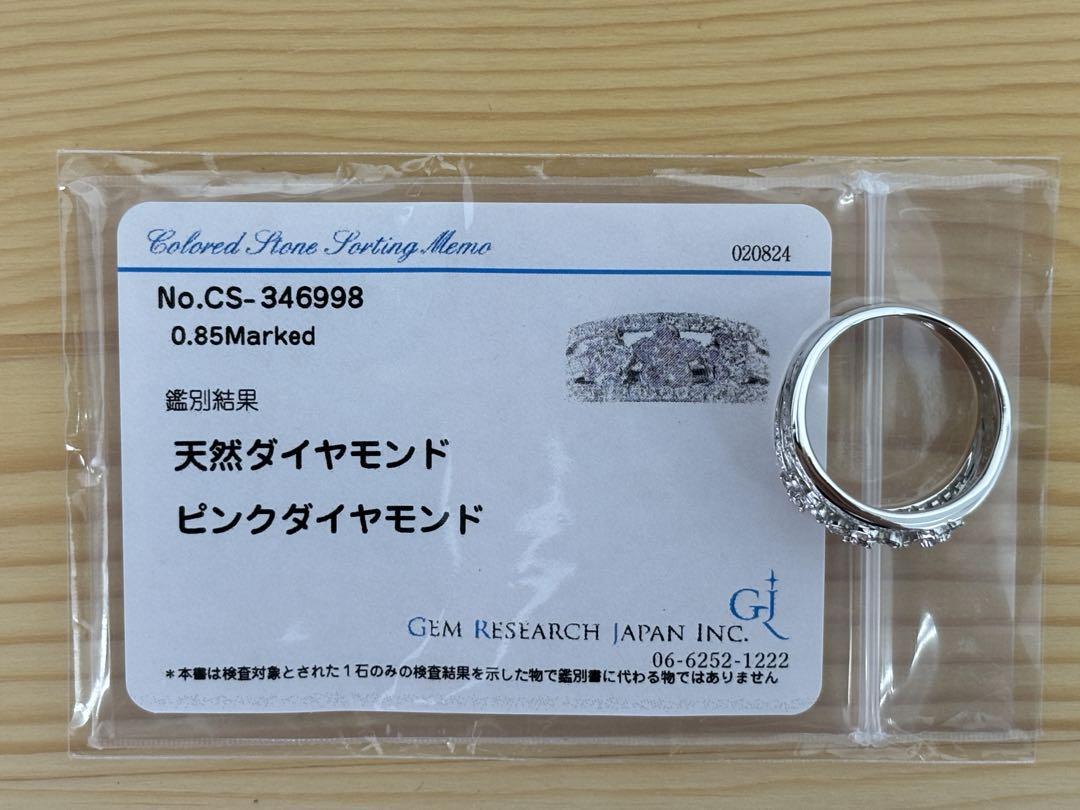 Colored Stone Sorting Memo
020824
No.CS-346998
0.85Marked
鑑別結果
天然ダイヤモンド
ピンクダイヤモンド
GJ
GEM RESEARCH JAPAN INC.
06-6252-1222
*本書は検査対象とされた1石のみの検査結果を示した物で鑑別書に代わる物ではありません